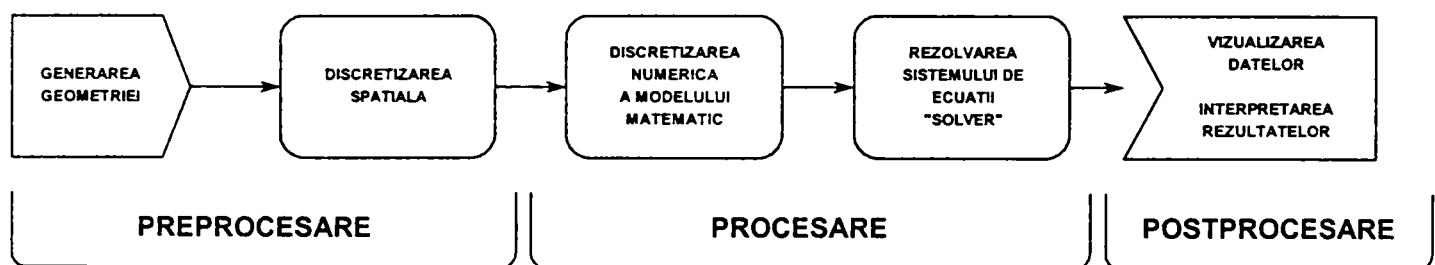 GENERAREA
GEOMETRIEI
DISCRETIZAREA
SPATIALA
DISCRETIZAREA
NUMERICA
A MODELULUI
MATEMATIC
REZOLVAREA
SISTEMULUI DE
ECUATII
"SOLVER"
VIZUALIZAREA
DATELOR
INTERPRETAREA
REZULTATELOR
PREPROCESARE
PROCESARE
POSTPROCESARE